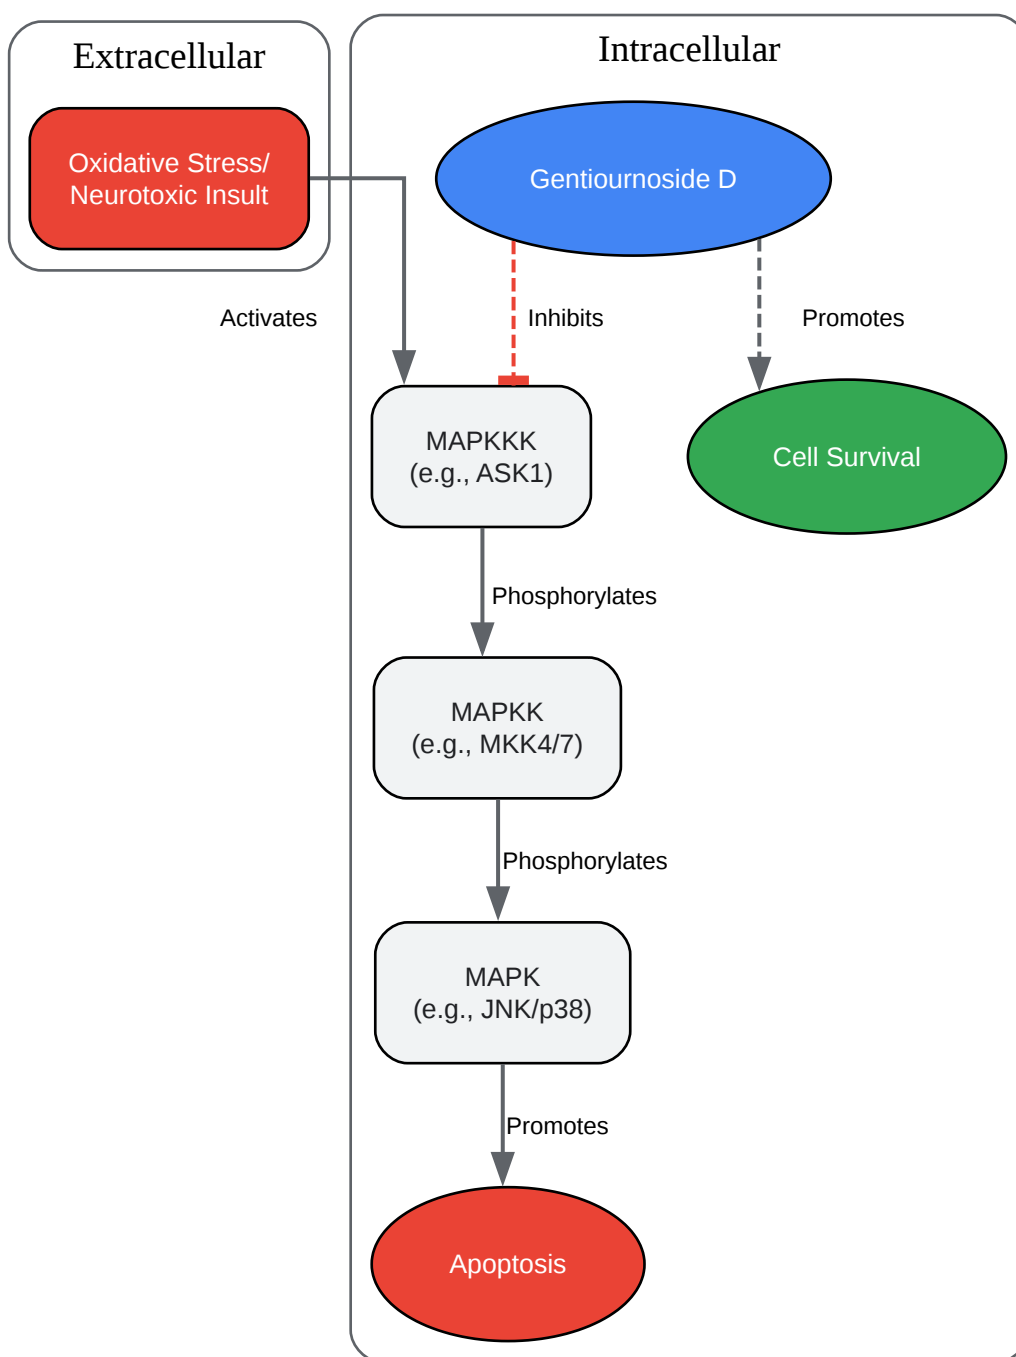 Extracellular
Intracellular
Oxidative Stress/
Neurotoxic Insult
Gentiournoside D
Activates
Inhibits
Promotes
MAPKKK
(e.g., ASK1)
Cell Survival
Phosphorylates
MAPKK
(e.g., MKK4/7)
Phosphorylates
MAPK
(e.g., JNK/p38)
Promotes
Apoptosis